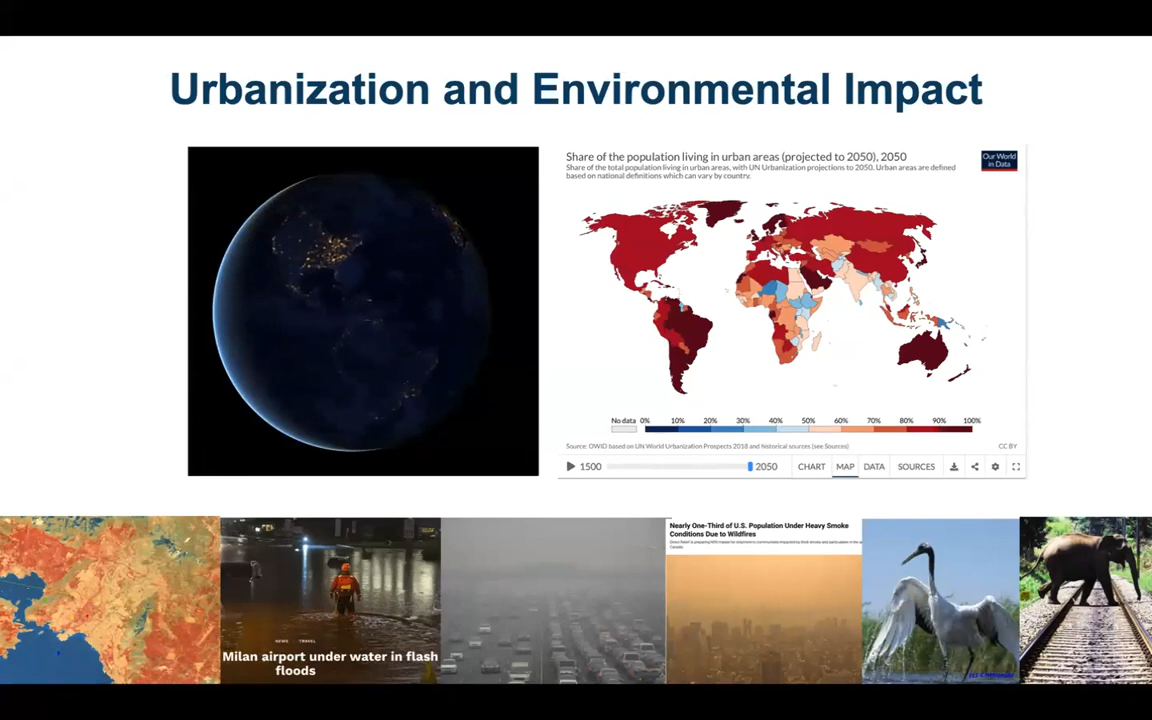 Urbanization and Environmental Impact
Share of the population living in urban areas (projected to 2050), 2050
Share of the total population living in urban areas, with UN Urbanization projections to 2050. Urban areas are defined
based on national definitions which can vary by country.
Our World
in Data
No data 0% 10% 20% 30% 40% 50% 60% 70% 80% 90% 100%
Source: OWID based on UN World Urbanization Prospects 2018 and historical sources (see Sources)
CC BY
1500 2050 CHART MAP DATA SOURCES
NEWS TRAVEL
Milan airport under water in flash
floods
Nearly One-Third of U.S. Population Under Heavy Smoke
Conditions Due to Wildfires